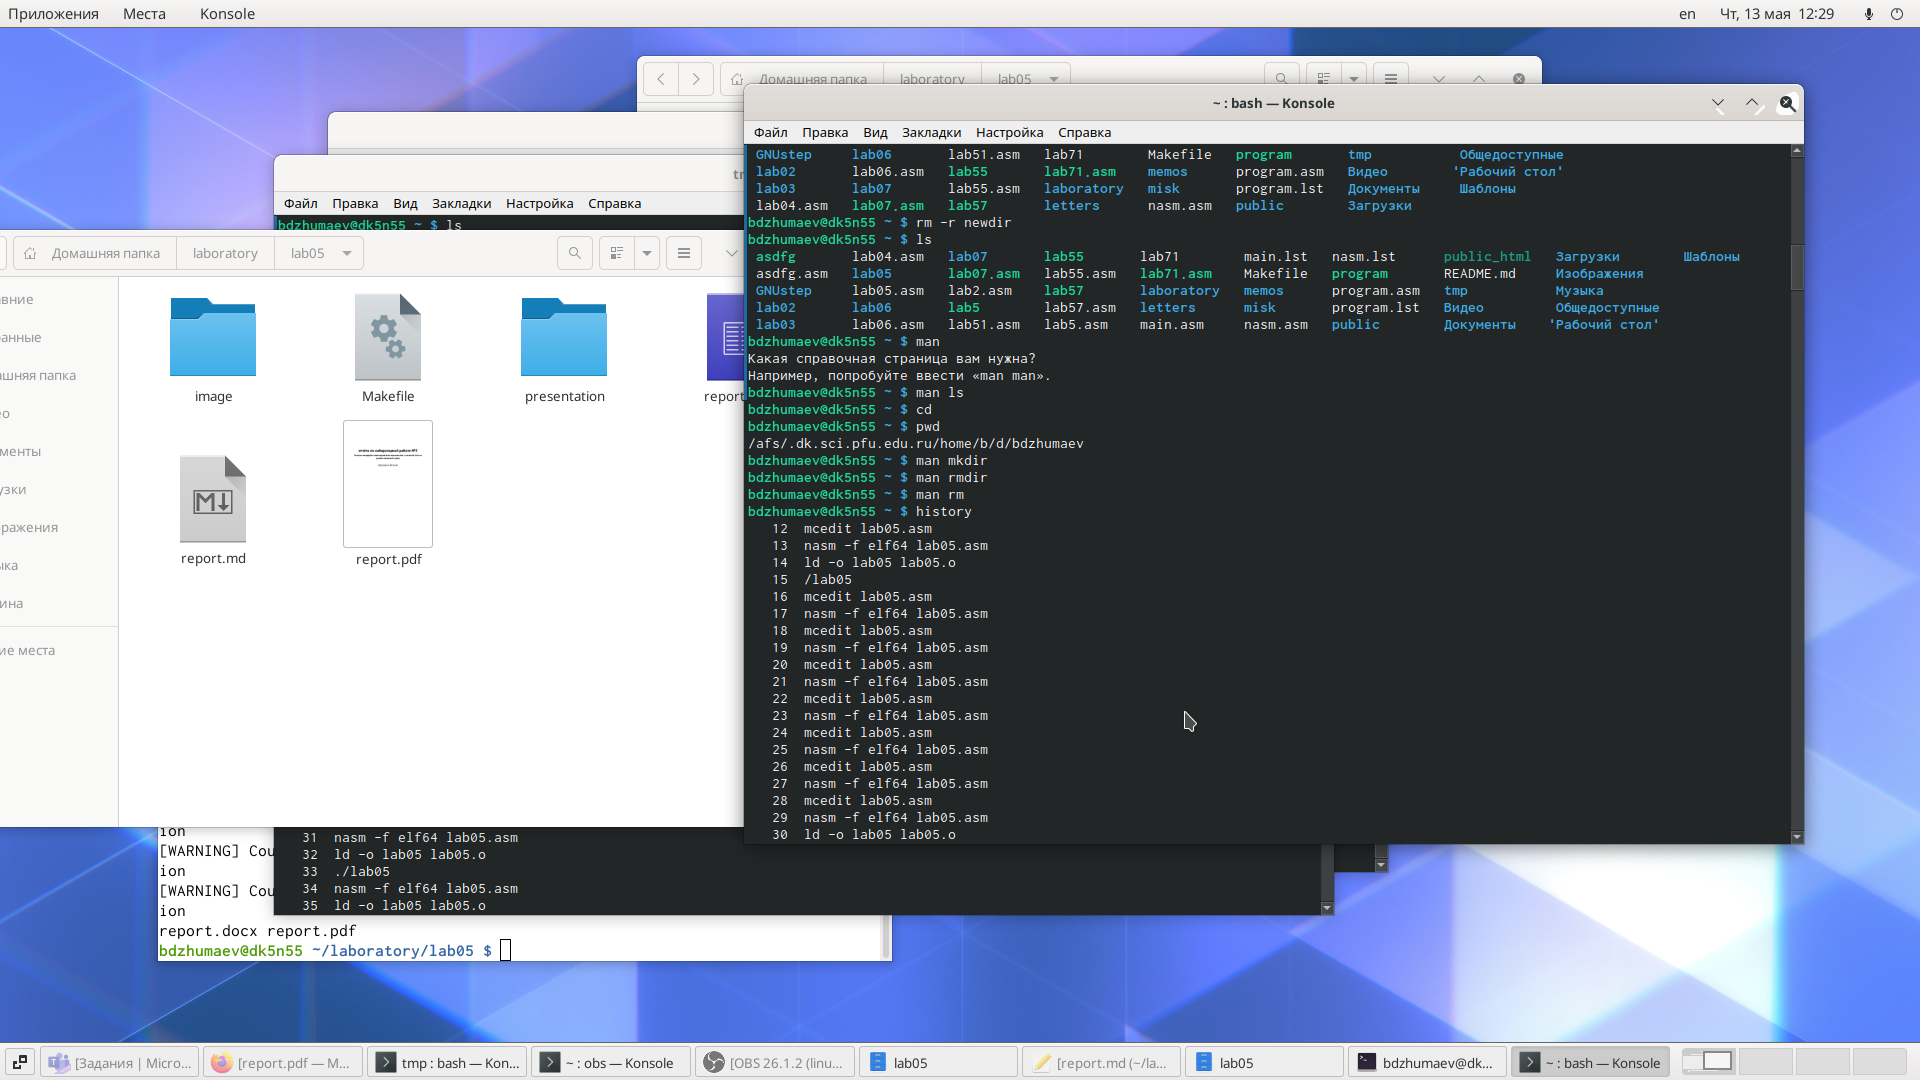 Приложения Места Konsole en Чт, 13 мая 12:29
Домашняя папка laboratory lab05
~ : bash — Konsole
Файл Правка Вид Закладки Настройка Справка
GNUstep lab06 lab51.asm lab71 Makefile program tmp Общедоступные
lab02 lab06.asm lab55 lab71.asm memos program.asm Видео 'Рабочий стол'
lab03 lab07 lab55.asm laboratory misk program.lst Документы Шаблоны
lab04.asm lab07.asm lab57 letters nasm.asm public Загрузки
bdzhumaev@dk5n55 ~ $ rm -r newdir
bdzhumaev@dk5n55 ~ $ ls
asdfg lab04.asm lab07 lab55 lab71 main.lst nasm.lst public_html Загрузки Шаблоны
asdfg.asm lab05 lab07.asm lab55.asm lab71.asm Makefile program README.md Изображения
GNUstep lab05.asm lab2.asm lab57 laboratory memos program.asm tmp Музыка
lab02 lab06 lab5 lab57.asm letters misk program.lst Видео Общедоступные
lab03 lab06.asm lab51.asm lab5.asm main.asm nasm.asm public Документы 'Рабочий стол'
bdzhumaev@dk5n55 ~ $ man
Какая справочная страница вам нужна?
Например, попробуйте ввести «man man».
bdzhumaev@dk5n55 ~ $ man ls
bdzhumaev@dk5n55 ~ $ cd
bdzhumaev@dk5n55 ~ $ pwd
/afs/.dk.sci.pfu.edu.ru/home/b/d/bdzhumaev
bdzhumaev@dk5n55 ~ $ man mkdir
bdzhumaev@dk5n55 ~ $ man rmdir
bdzhumaev@dk5n55 ~ $ man rm
bdzhumaev@dk5n55 ~ $ history
12 mcedit lab05.asm
13 nasm -f elf64 lab05.asm
14 ld -o lab05 lab05.o
15 /lab05
16 mcedit lab05.asm
17 nasm -f elf64 lab05.asm
18 mcedit lab05.asm
19 nasm -f elf64 lab05.asm
20 mcedit lab05.asm
21 nasm -f elf64 lab05.asm
22 mcedit lab05.asm
23 nasm -f elf64 lab05.asm
24 mcedit lab05.asm
25 nasm -f elf64 lab05.asm
26 mcedit lab05.asm
27 nasm -f elf64 lab05.asm
28 mcedit lab05.asm
29 nasm -f elf64 lab05.asm
30 ld -o lab05 lab05.o
Файл Правка Вид Закладки Настройка Справка
bdzhumaev@dk5n55 ~ $ ls
Домашняя папка laboratory lab05
авние
анные
ашняя папка
ео
менты
узки
ражения
ыка
ина
ие места
image Makefile presentation report
report.md report.pdf
31 nasm -f elf64 lab05.asm
32 ld -o lab05 lab05.o
33 ./lab05
34 nasm -f elf64 lab05.asm
35 ld -o lab05 lab05.o
ion
[WARNING] Cou
ion
[WARNING] Cou
ion
report.docx report.pdf
bdzhumaev@dk5n55 ~/laboratory/lab05 $
[Задания | Micro... [report.pdf — M... tmp : bash — Kon... ~ : obs — Konsole [OBS 26.1.2 (linu... lab05 [report.md (~/la... lab05 bdzhumaev@dk... ~ : bash — Konsole